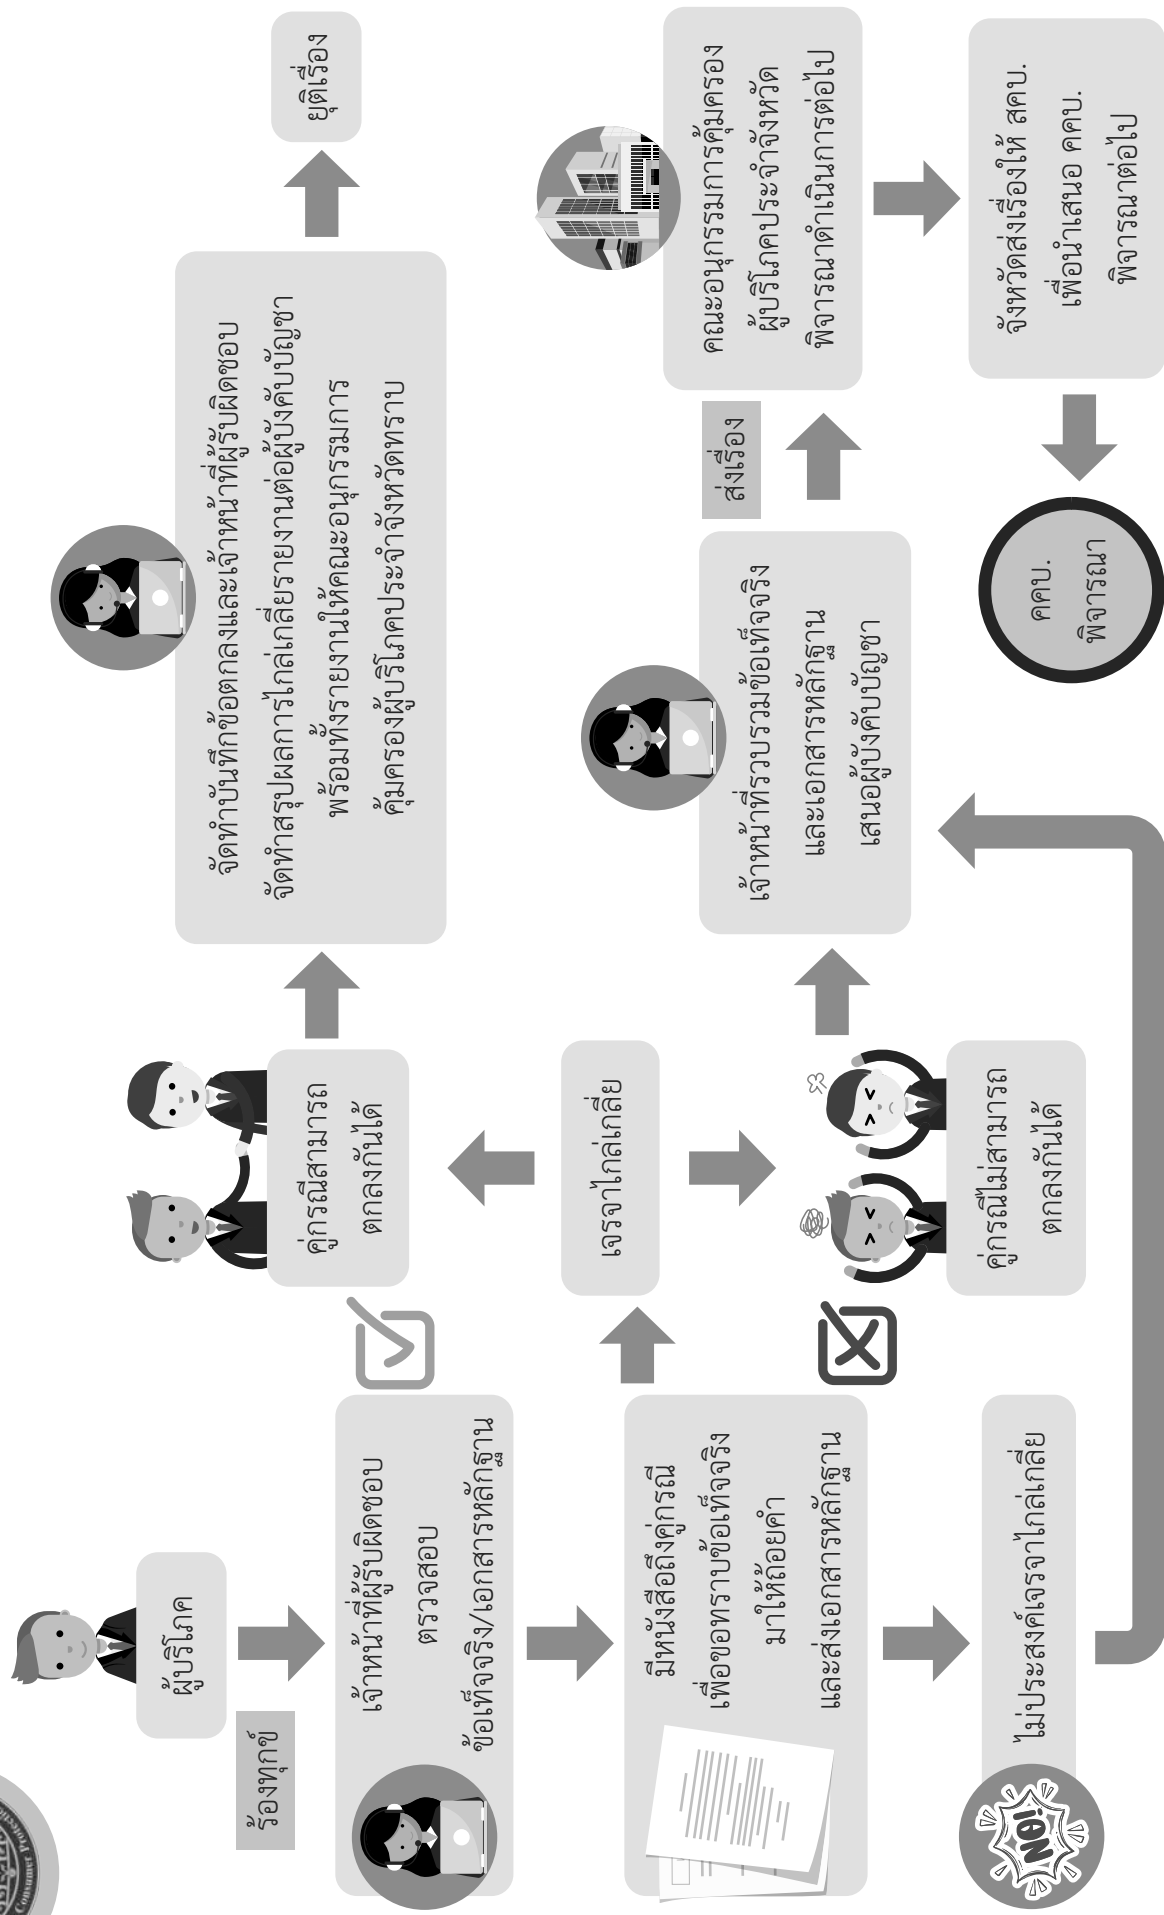 Consumer Protection
ผู้บริโภค
ร้องทุกข์
เจ้าหน้าที่ผู้รับผิดชอบ
ตรวจสอบ
ข้อเท็จจริง/เอกสารหลักฐาน
มีหนังสือถึงคู่กรณี
เพื่อขอทราบข้อเท็จจริง
มาให้ถ้อยคำ
และส่งเอกสารหลักฐาน
NO!
ไม่ประสงค์เจรจาไกล่เกลี่ย
คู่กรณีสามารถ
ตกลงกันได้
เจรจาไกล่เกลี่ย
คู่กรณีไม่สามารถ
ตกลงกันได้
จัดทำบันทึกข้อตกลงและเจ้าหน้าที่ผู้รับผิดชอบ
จัดทำสรุปผลการไกล่เกลี่ยรายงานต่อผู้บังคับบัญชา
พร้อมทั้งรายงานให้คณะอนุกรรมการ
คุ้มครองผู้บริโภคประจำจังหวัดทราบ
ยุติเรื่อง
เจ้าหน้าที่รวบรวมข้อเท็จจริง
และเอกสารหลักฐาน
เสนอผู้บังคับบัญชา
ส่งเรื่อง
คณะอนุกรรมการคุ้มครอง
ผู้บริโภคประจำจังหวัด
พิจารณาดำเนินการต่อไป
จังหวัดส่งเรื่องให้ สคบ.
เพื่อนำเสนอ คคบ.
พิจารณาต่อไป
คคบ.
พิจารณา